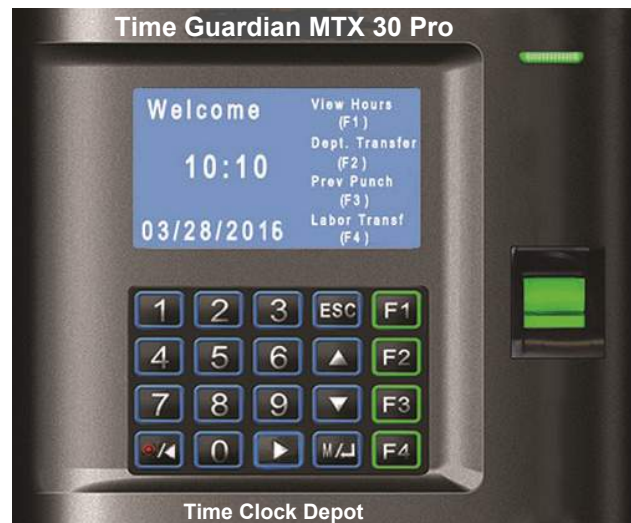 Time Guardian MTX 30 Pro
Welcome
10:10
03/28/2016
View Hours
(F1)
Dept. Transfer
(F2)
Prev Punch
(F3)
Labor Transf
(F4)
1 2 3 ESC F1
4 5 6 ▲ F2
7 8 9 ▼ F3
/◀ 0 ▶ M/↵ F4
Time Clock Depot